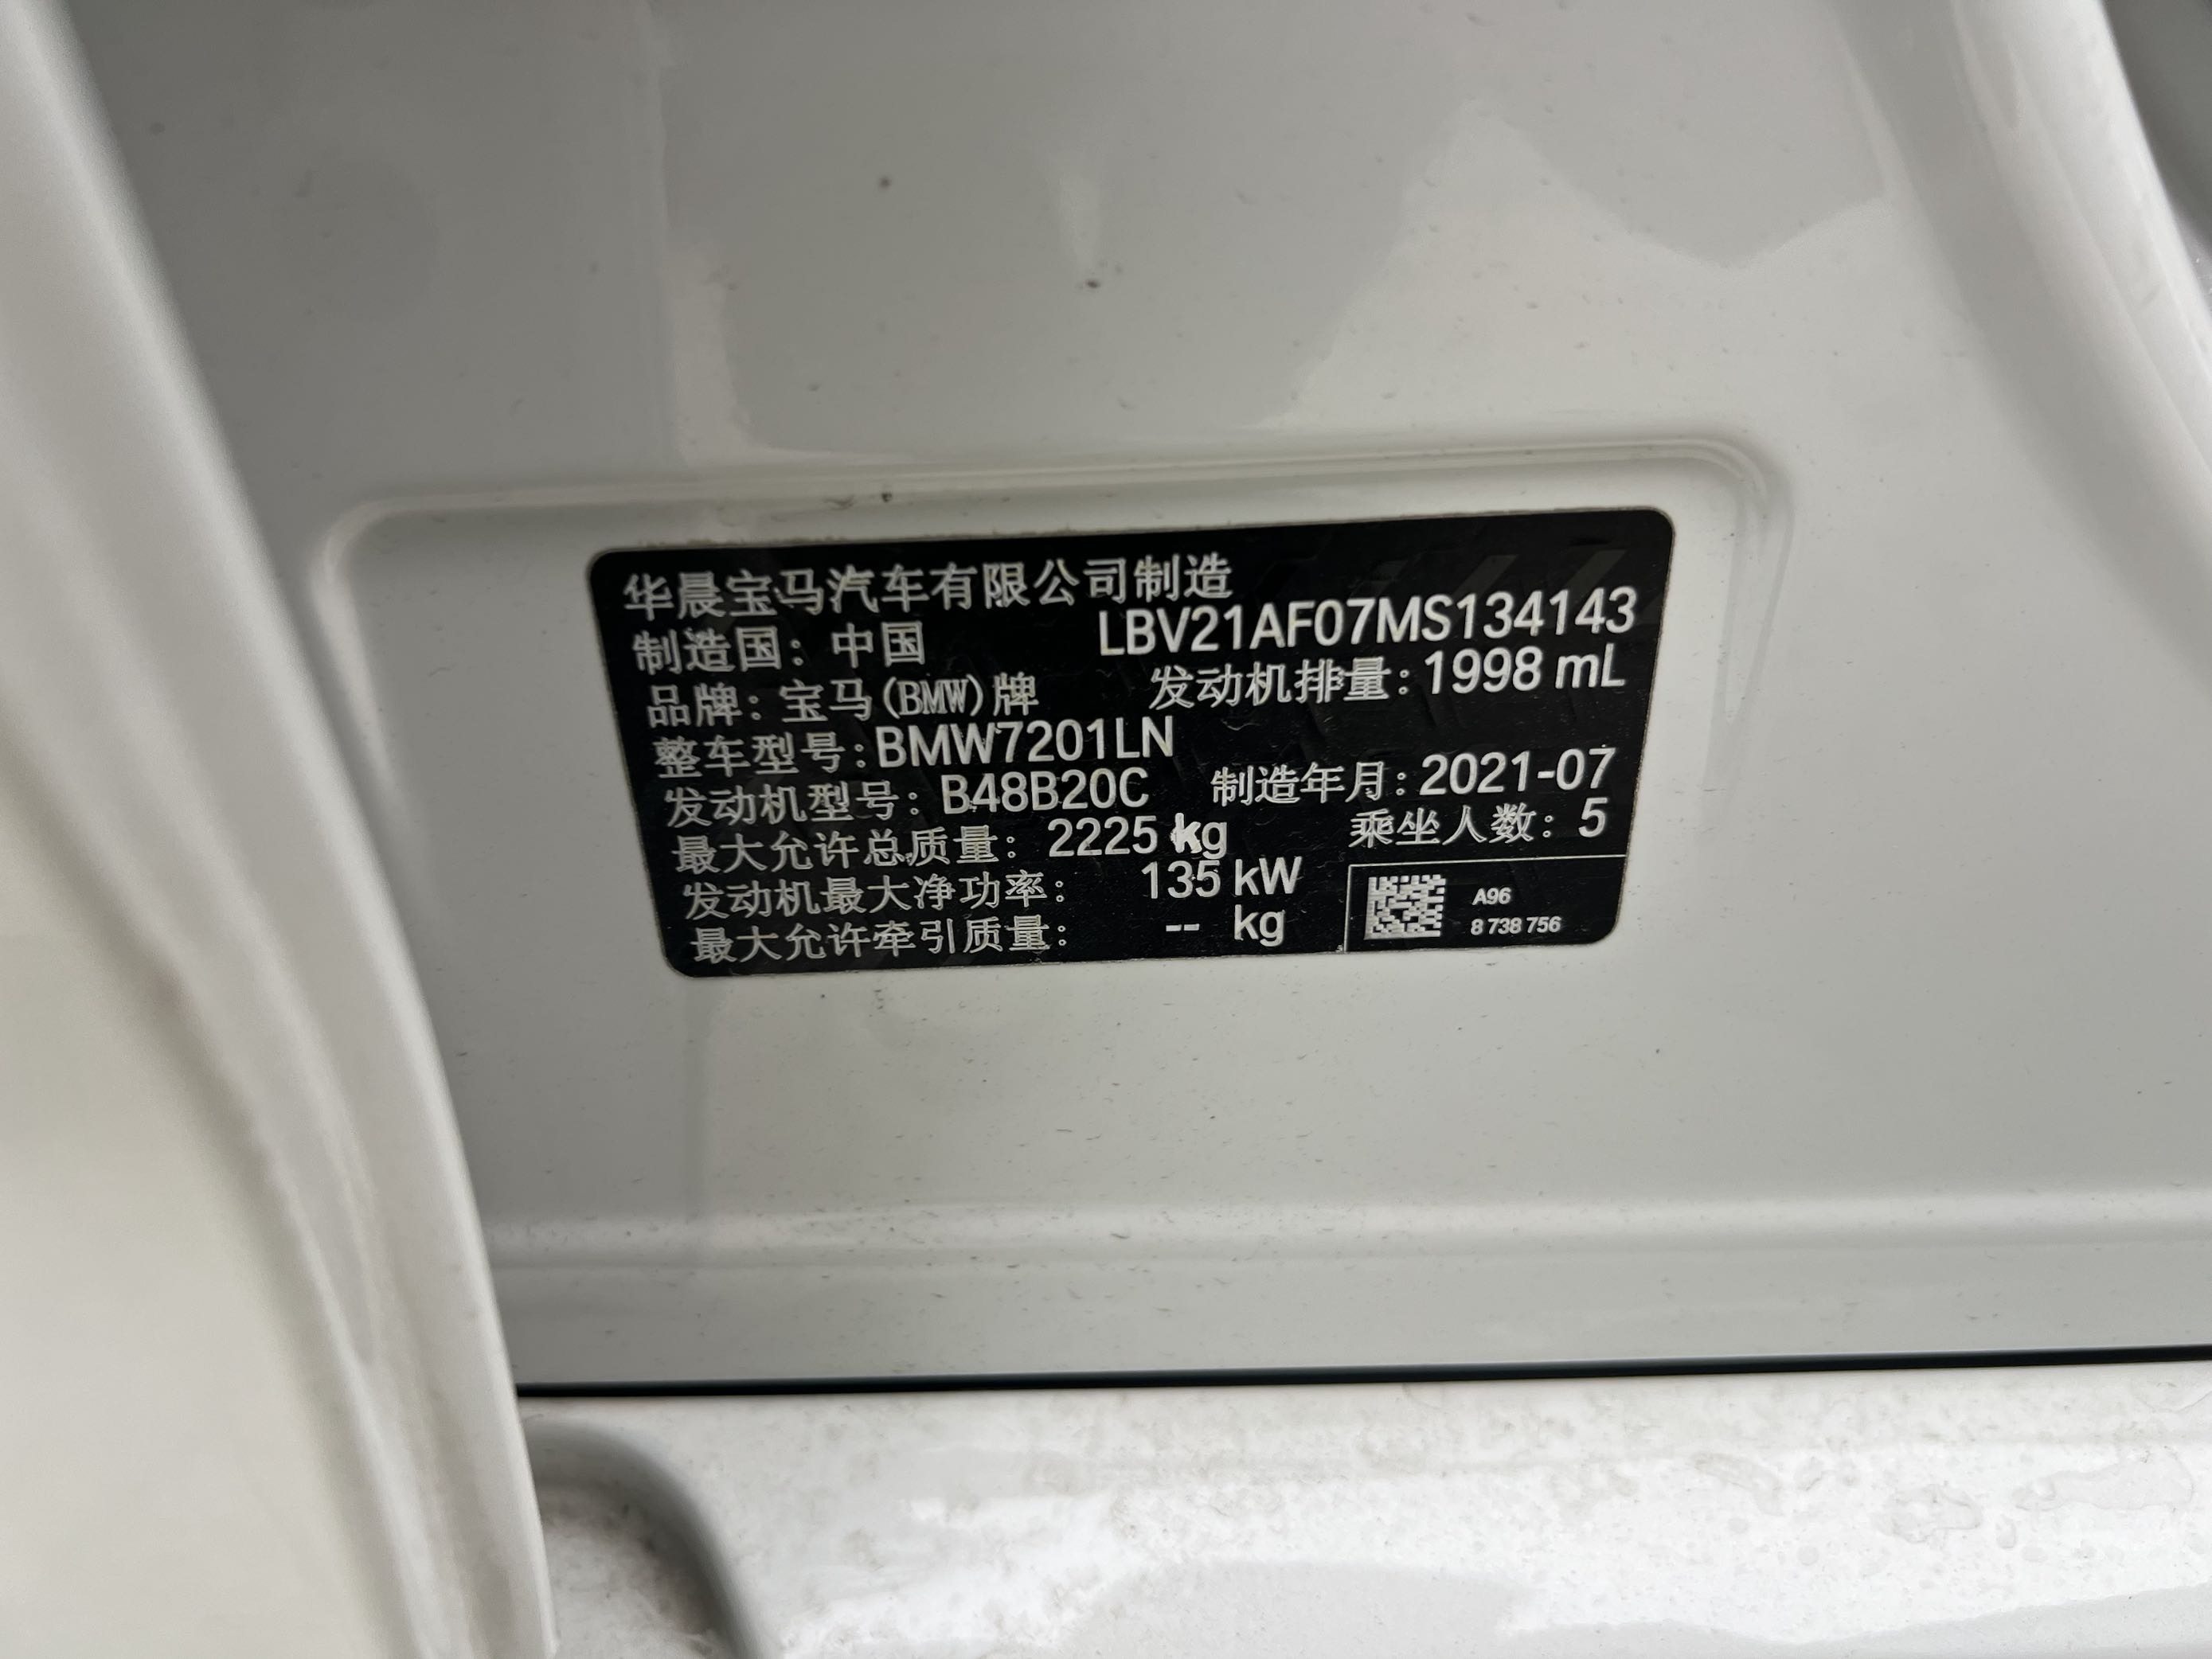 华晨宝马汽车有限公司制造
制造国：中国 LBV21AF07MS134143
品牌：宝马(BMW)牌 发动机排量：1998 mL
整车型号：BMW7201LN
发动机型号：B48B20C 制造年月：2021-07
最大允许总质量：2225 kg 乘坐人数：5
发动机最大净功率：135 kW
最大允许牵引质量：-- kg
A96
8 738 756